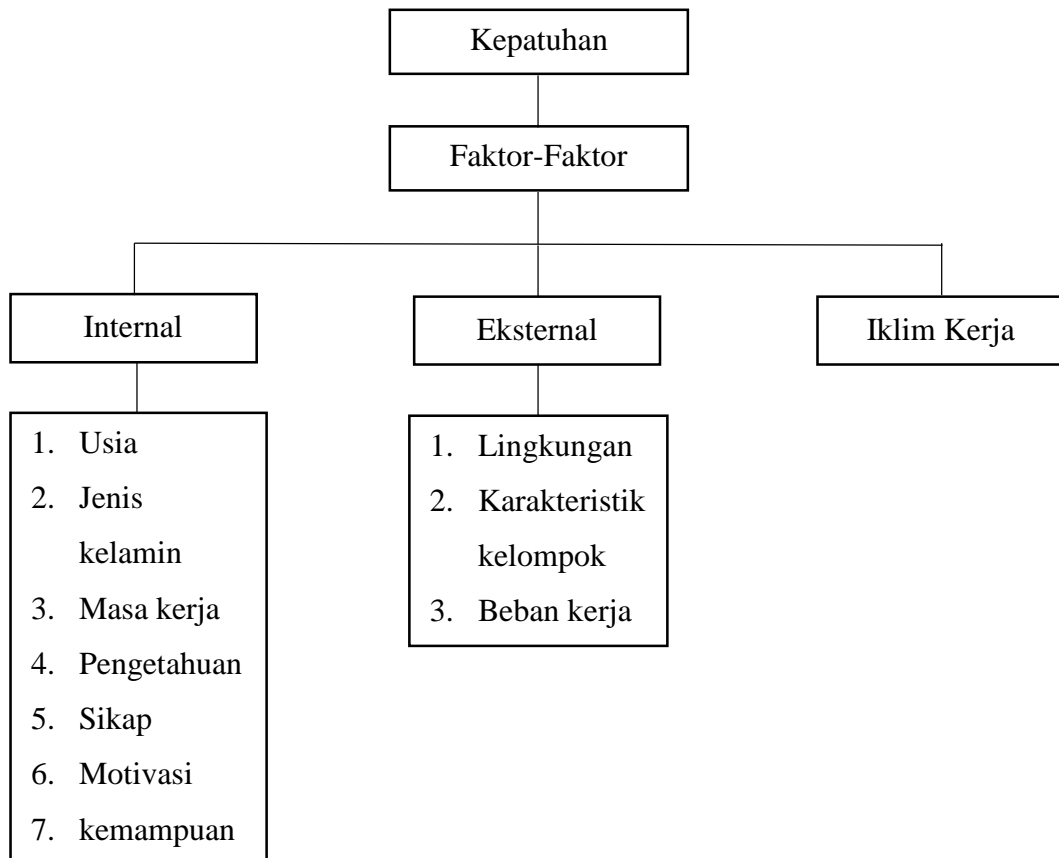 Kepatuhan
Faktor-Faktor
Internal
Eksternal
Iklim Kerja
1. Usia
2. Jenis
kelamin
3. Masa kerja
4. Pengetahuan
5. Sikap
6. Motivasi
7. kemampuan
1. Lingkungan
2. Karakteristik
kelompok
3. Beban kerja